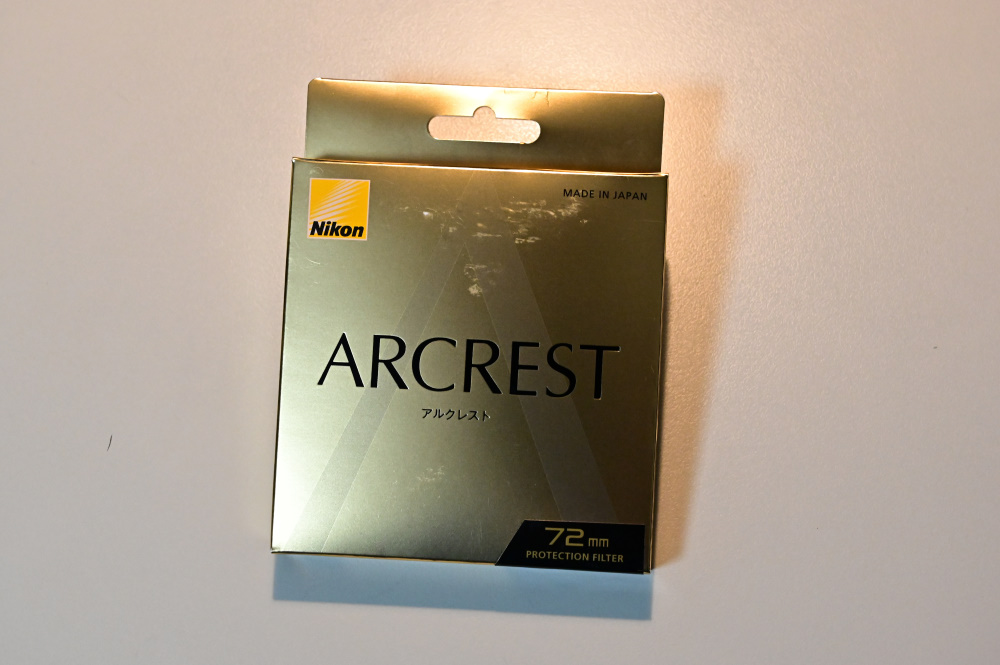 Nikon
MADE IN JAPAN
ARCREST
アルクレスト
72mm
PROTECTION FILTER